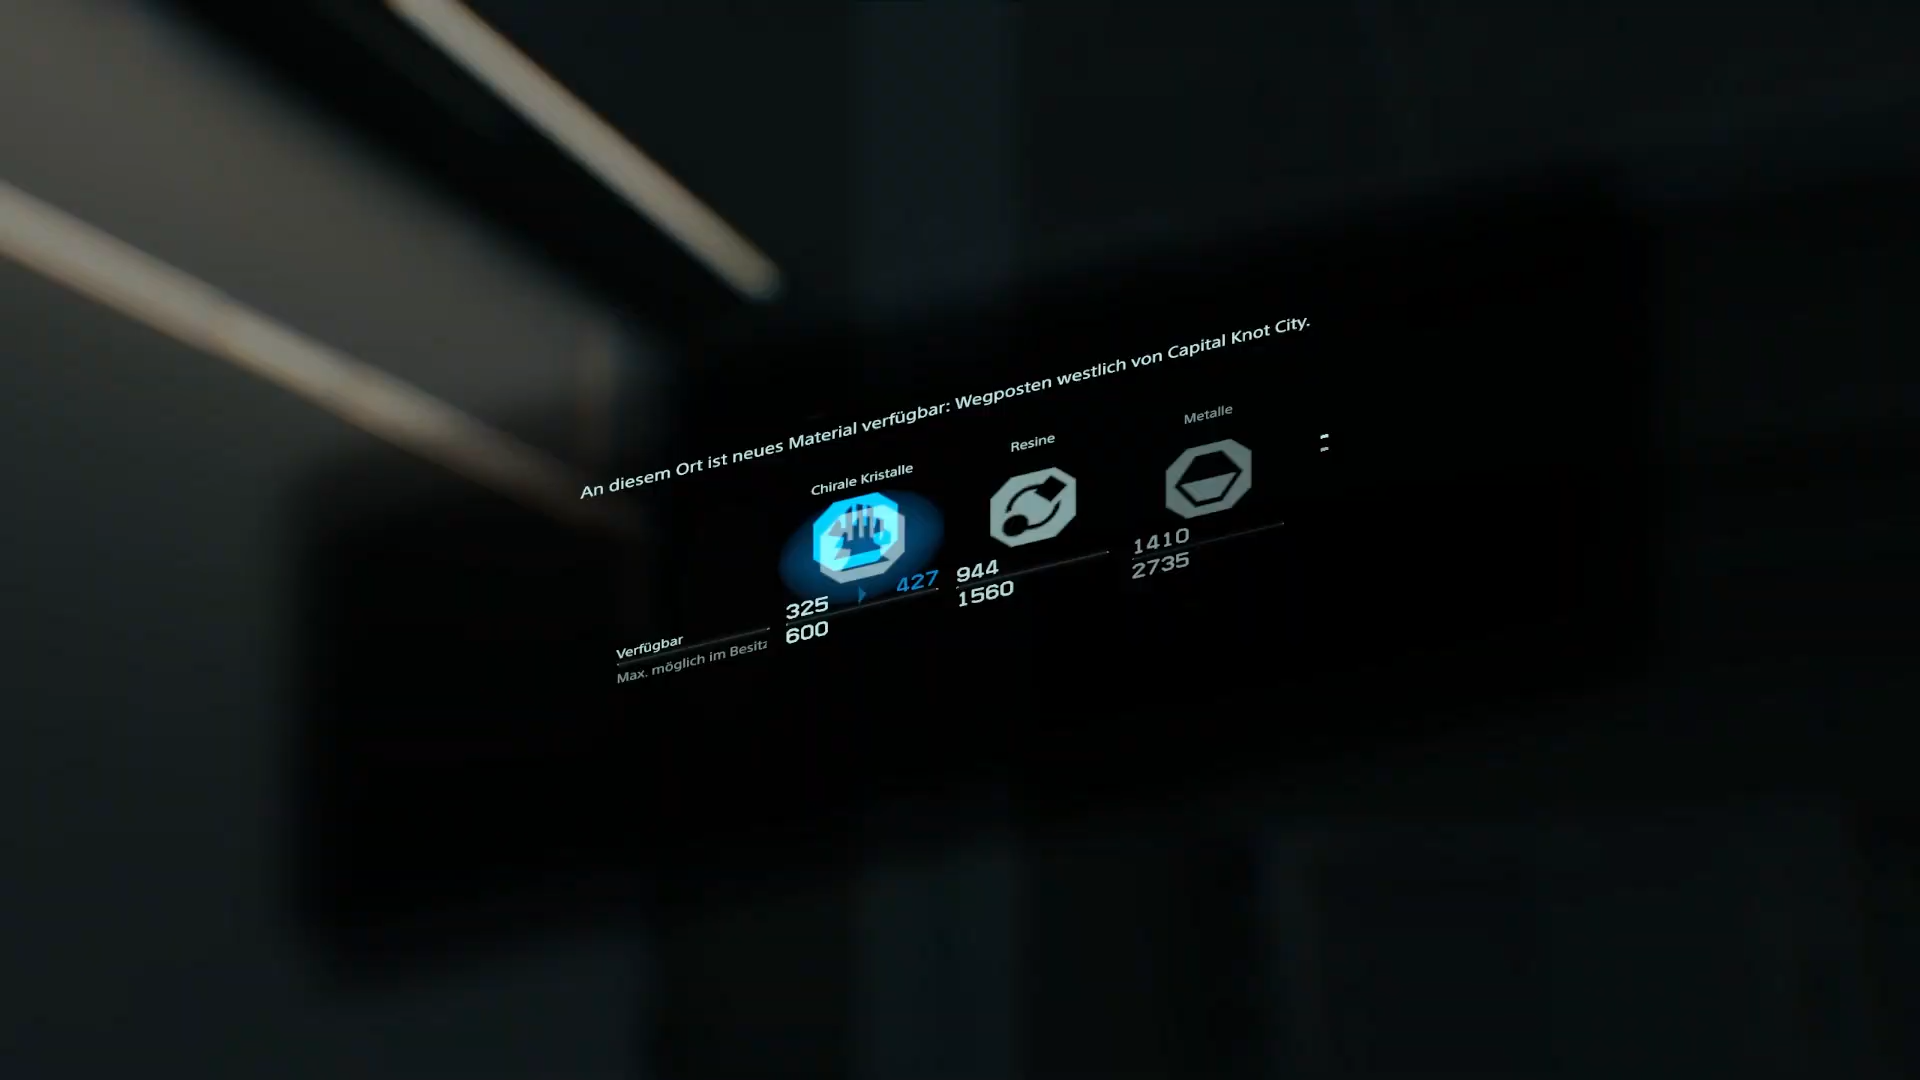 An diesem Ort ist neues Material verfügbar: Wegposten westlich von Capital Knot City.
Chirale Kristalle
Resine
Metalle
Verfügbar
325
427
944
1410
Max. möglich im Besitz
600
1560
2735